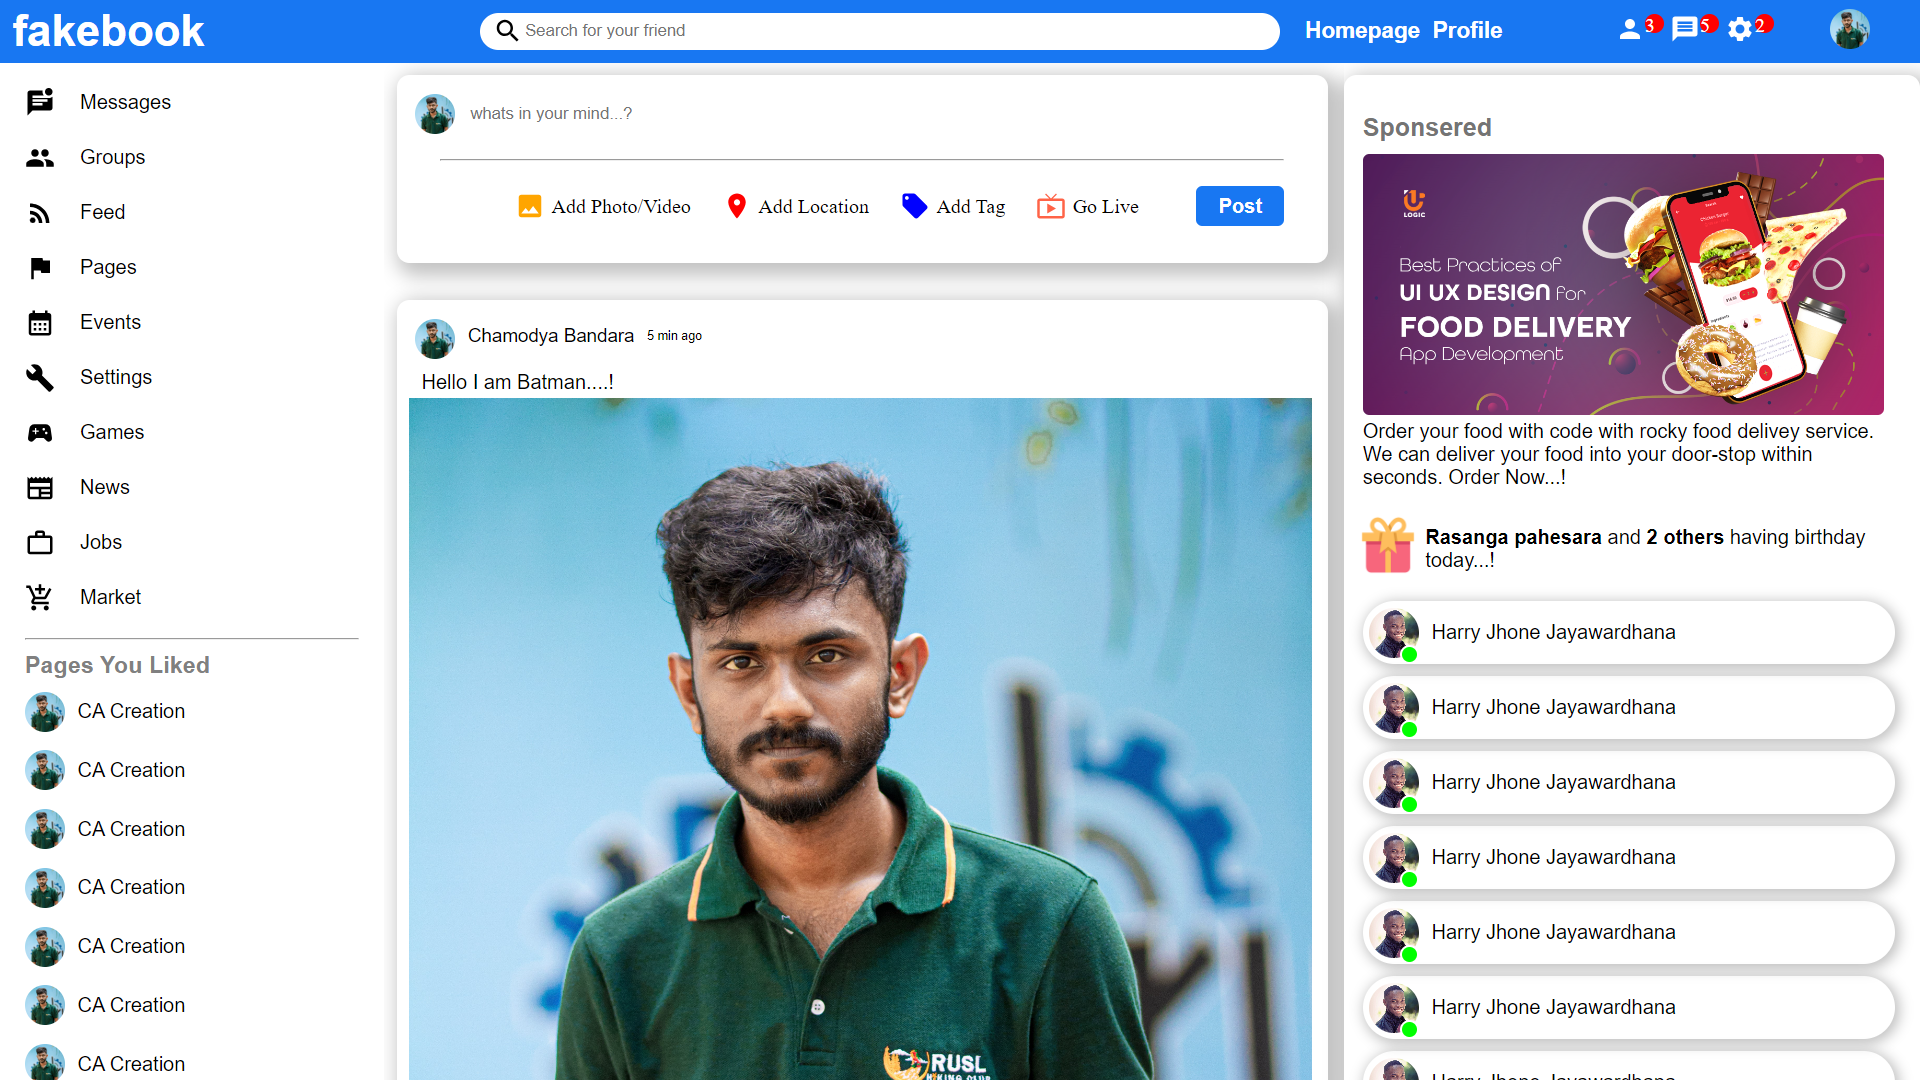 fakebook
Search for your friend
Homepage Profile
3 5 2
Messages
Groups
Feed
Pages
Events
Settings
Games
News
Jobs
Market
Pages You Liked
CA Creation
CA Creation
CA Creation
CA Creation
CA Creation
CA Creation
CA Creation
whats in your mind...?
Add Photo/Video Add Location Add Tag Go Live Post
Chamodya Bandara 5 min ago
Hello I am Batman....!
RUSL
HIKING CLUB
Sponsered
LOGIC
Best Practices of
UI UX DESIGN for
FOOD DELIVERY
App Development
Order your food with code with rocky food delivey service.
We can deliver your food into your door-stop within
seconds. Order Now...!
Rasanga pahesara and 2 others having birthday
today...!
Harry Jhone Jayawardhana
Harry Jhone Jayawardhana
Harry Jhone Jayawardhana
Harry Jhone Jayawardhana
Harry Jhone Jayawardhana
Harry Jhone Jayawardhana
Harry Jhone Jayawardhana